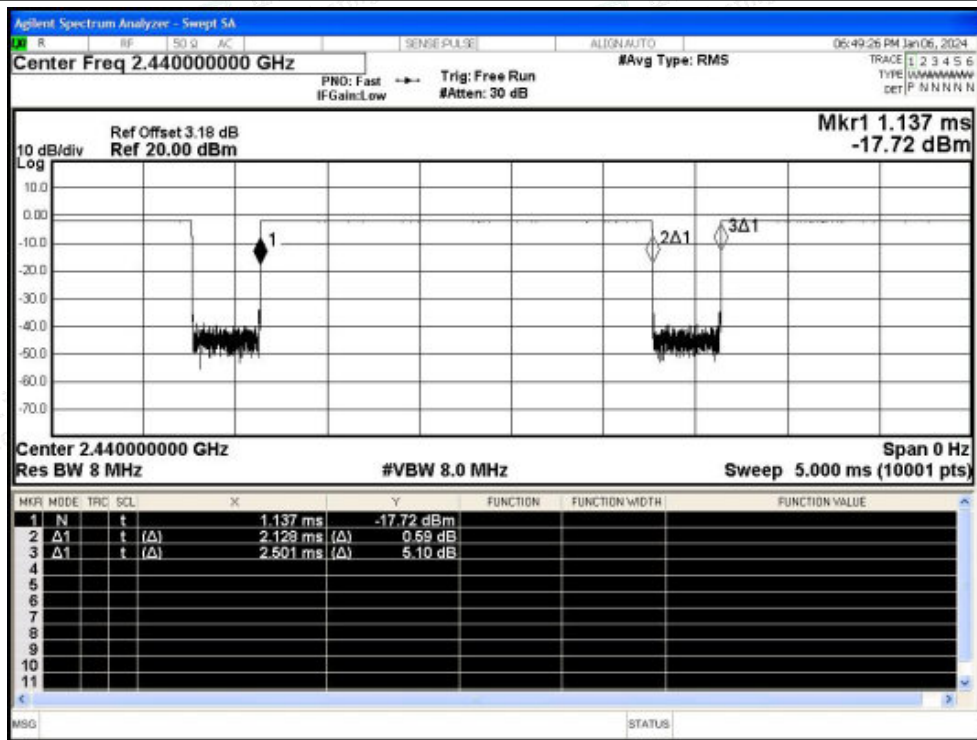 Agilent Spectrum Analyzer - Swept SA
R RF 50 Ω AC SENSE:PULSE ALIGNAUTO 06:49:26 PM Jan 06, 2024
Center Freq 2.440000000 GHz #Avg Type: RMS TRACE 1 2 3 4 5 6
PNO: Fast Trig: Free Run TYPE WWWWWW
IFGain:Low #Atten: 30 dB DET P N N N N N
Mkr1 1.137 ms
Ref Offset 3.18 dB
10 dB/div Ref 20.00 dBm -17.72 dBm
Log
10.0
0.00
-10.0
1
2Δ1
3Δ1
-20.0
-30.0
-40.0
-50.0
-60.0
-70.0
Center 2.440000000 GHz Span 0 Hz
Res BW 8 MHz #VBW 8.0 MHz Sweep 5.000 ms (10001 pts)
MKR MODE TRC SCL X Y FUNCTION FUNCTION WIDTH FUNCTION VALUE
1 N t 1.137 ms -17.72 dBm
2 Δ1 t (Δ) 2.128 ms (Δ) 0.59 dB
3 Δ1 t (Δ) 2.501 ms (Δ) 5.10 dB
4
5
6
7
8
9
10
11
MSG STATUS